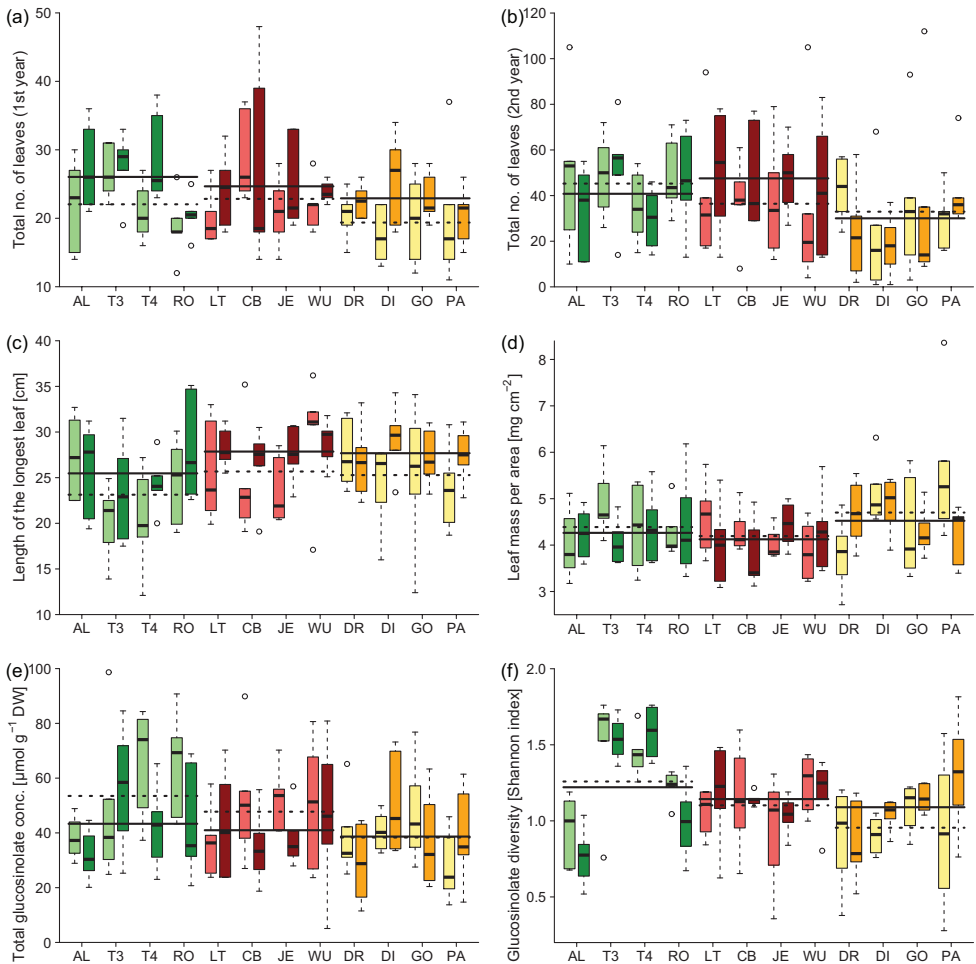 (a)
Total no. of leaves (1st year)
50
40
30
20
10
AL T3 T4 RO LT CB JE WU DR DI GO PA
(b)
Total no. of leaves (2nd year)
120
100
80
60
40
20
0
AL T3 T4 RO LT CB JE WU DR DI GO PA
(c)
Length of the longest leaf [cm]
40
35
30
25
20
15
10
AL T3 T4 RO LT CB JE WU DR DI GO PA
(d)
Leaf mass per area [mg cm⁻²]
8
7
6
5
4
3
AL T3 T4 RO LT CB JE WU DR DI GO PA
(e)
Total glucosinolate conc. [µmol g⁻¹ DW]
100
80
60
40
20
0
AL T3 T4 RO LT CB JE WU DR DI GO PA
(f)
Glucosinolate diversity [Shannon index]
2.0
1.5
1.0
0.5
AL T3 T4 RO LT CB JE WU DR DI GO PA